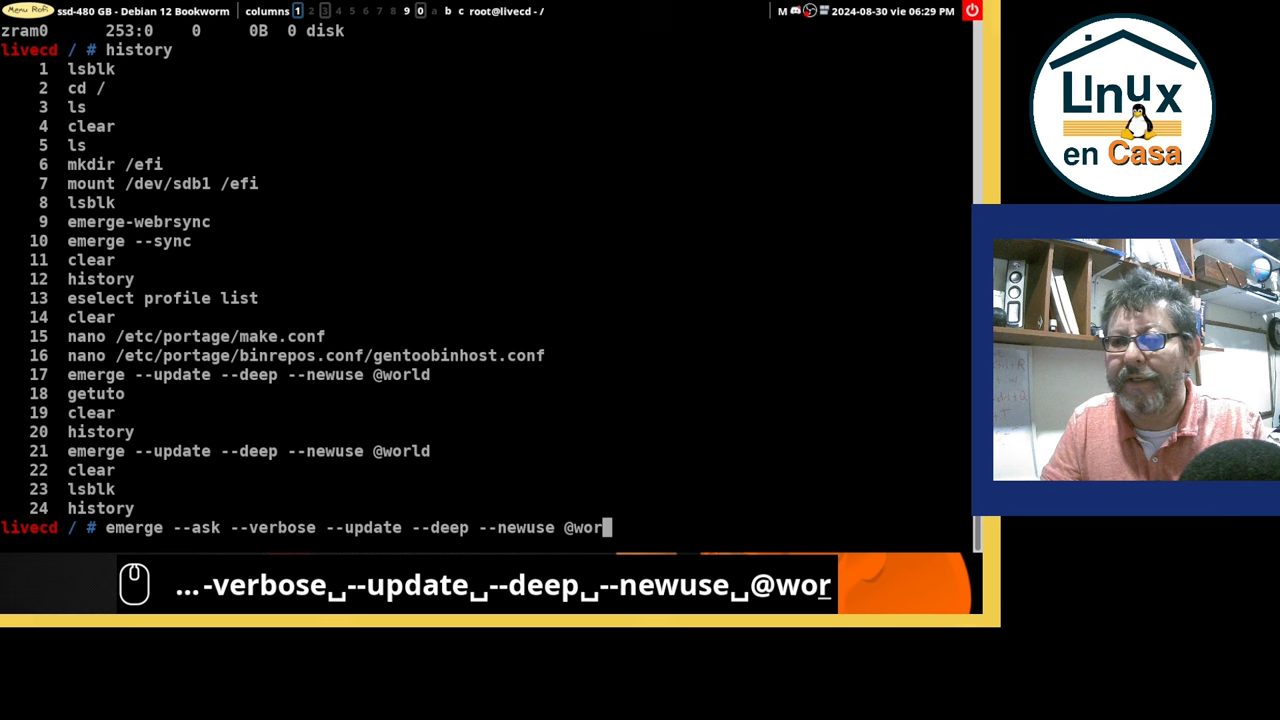 Menu Rofi ssd-480 GB - Debian 12 Bookworm columns 1 2 3 4 5 6 7 8 9 0 a b c root@livecd - / M 2024-08-30 vie 06:29 PM
zram0 253:0 0 0B 0 disk
livecd / # history
1 lsblk
2 cd /
3 ls
4 clear
5 ls
6 mkdir /efi
7 mount /dev/sdb1 /efi
8 lsblk
9 emerge-webrsync
10 emerge --sync
11 clear
12 history
13 eselect profile list
14 clear
15 nano /etc/portage/make.conf
16 nano /etc/portage/binrepos.conf/gentoobinhost.conf
17 emerge --update --deep --newuse @world
18 getuto
19 clear
20 history
21 emerge --update --deep --newuse @world
22 clear
23 lsblk
24 history
livecd / # emerge --ask --verbose --update --deep --newuse @wor
...-verbose␣--update␣--deep␣--newuse␣@wor
Linux
en Casa